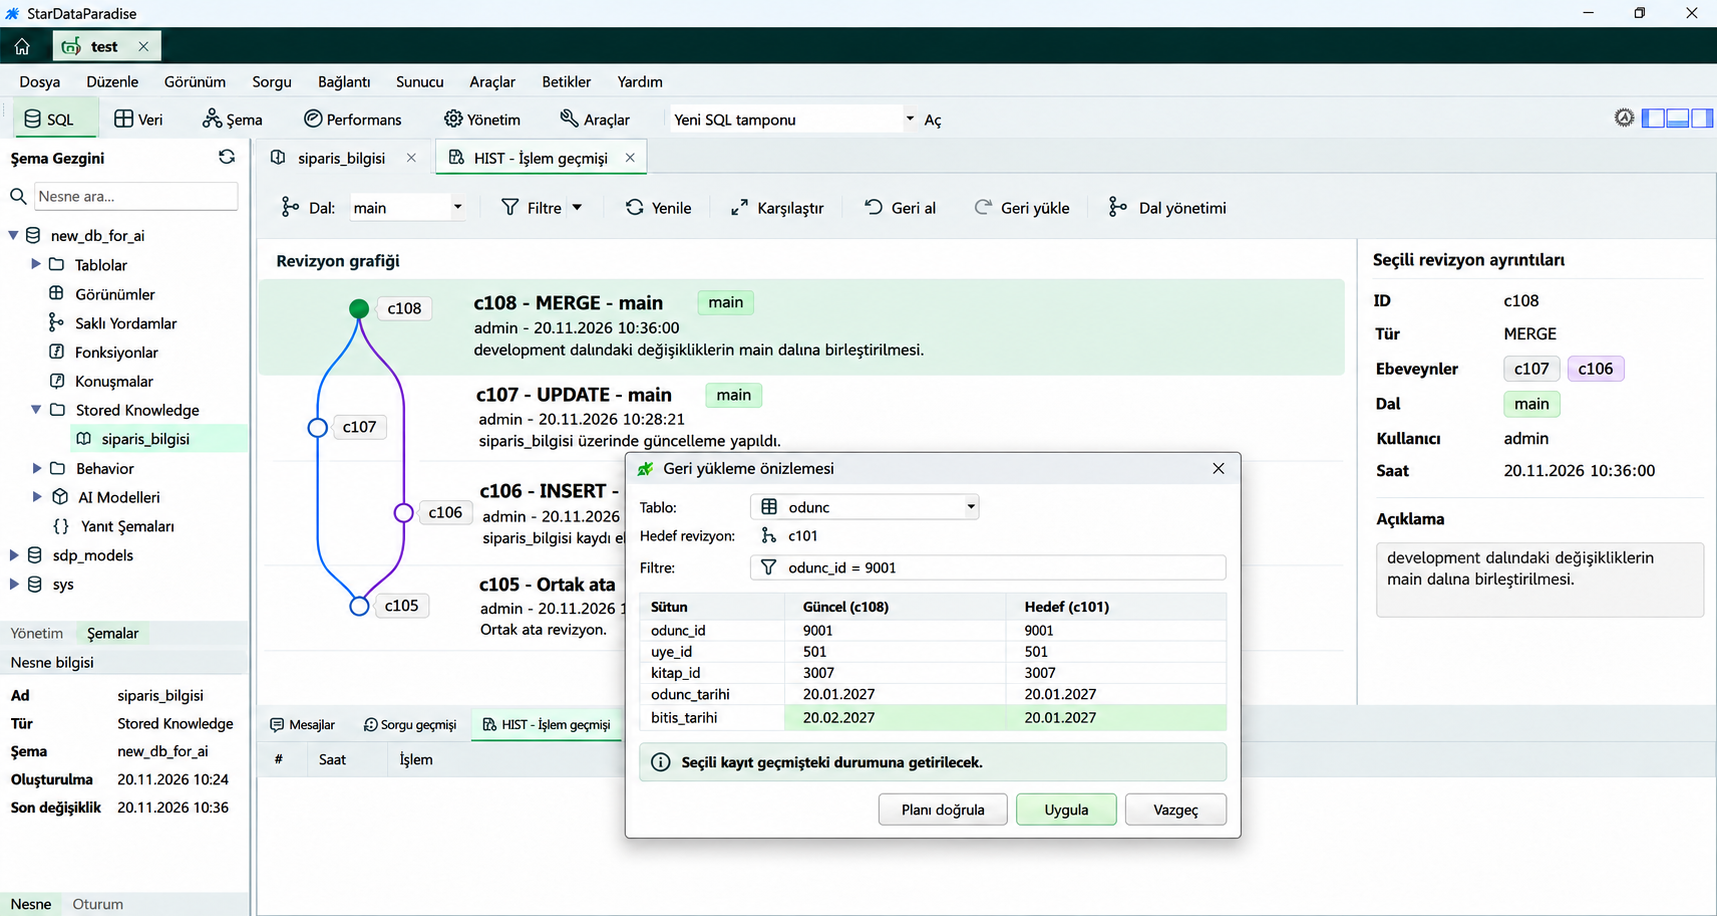 StarDataParadise
test
Dosya Düzenle Görünüm Sorgu Bağlantı Sunucu Araçlar Betikler Yardım
SQL Veri Şema Performans Yönetim Araçlar Yeni SQL tamponu Aç
Şema Gezgini
Nesne ara...
new_db_for_ai
Tablolar
Görünümler
Saklı Yordamlar
Fonksiyonlar
Konuşmalar
Stored Knowledge
siparis_bilgisi
Behavior
AI Modelleri
Yanıt Şemaları
sdp_models
sys
Yönetim Şemalar
Nesne bilgisi
Ad siparis_bilgisi
Tür Stored Knowledge
Şema new_db_for_ai
Oluşturulma 20.11.2026 10:24
Son değişiklik 20.11.2026 10:36
Nesne Oturum
siparis_bilgisi HIST - İşlem geçmişi
Dal: main Filtre Yenile Karşılaştır Geri al Geri yükle Dal yönetimi
Revizyon grafiği
c108 c108 - MERGE - main main
admin - 20.11.2026 10:36:00
development dalındaki değişikliklerin main dalına birleştirilmesi.
c107 c107 - UPDATE - main main
admin - 20.11.2026 10:28:21
siparis_bilgisi üzerinde güncelleme yapıldı.
c106 c106 - INSERT -
admin - 20.11.2026
siparis_bilgisi kaydı
c105 c105 - Ortak ata
admin - 20.11.2026 1
Ortak ata revizyon.
Mesajlar Sorgu geçmişi HIST - İşlem geçmişi
# Saat İşlem
Geri yükleme önizlemesi
Tablo: odunc
Hedef revizyon: c101
Filtre: odunc_id = 9001
Sütun Güncel (c108) Hedef (c101)
odunc_id 9001 9001
uye_id 501 501
kitap_id 3007 3007
odunc_tarihi 20.01.2027 20.01.2027
bitis_tarihi 20.02.2027 20.01.2027
Seçili kayıt geçmişteki durumuna getirilecek.
Planı doğrula Uygula Vazgeç
Seçili revizyon ayrıntıları
ID c108
Tür MERGE
Ebeveynler c107 c106
Dal main
Kullanıcı admin
Saat 20.11.2026 10:36:00
Açıklama
development dalındaki değişikliklerin
main dalına birleştirilmesi.